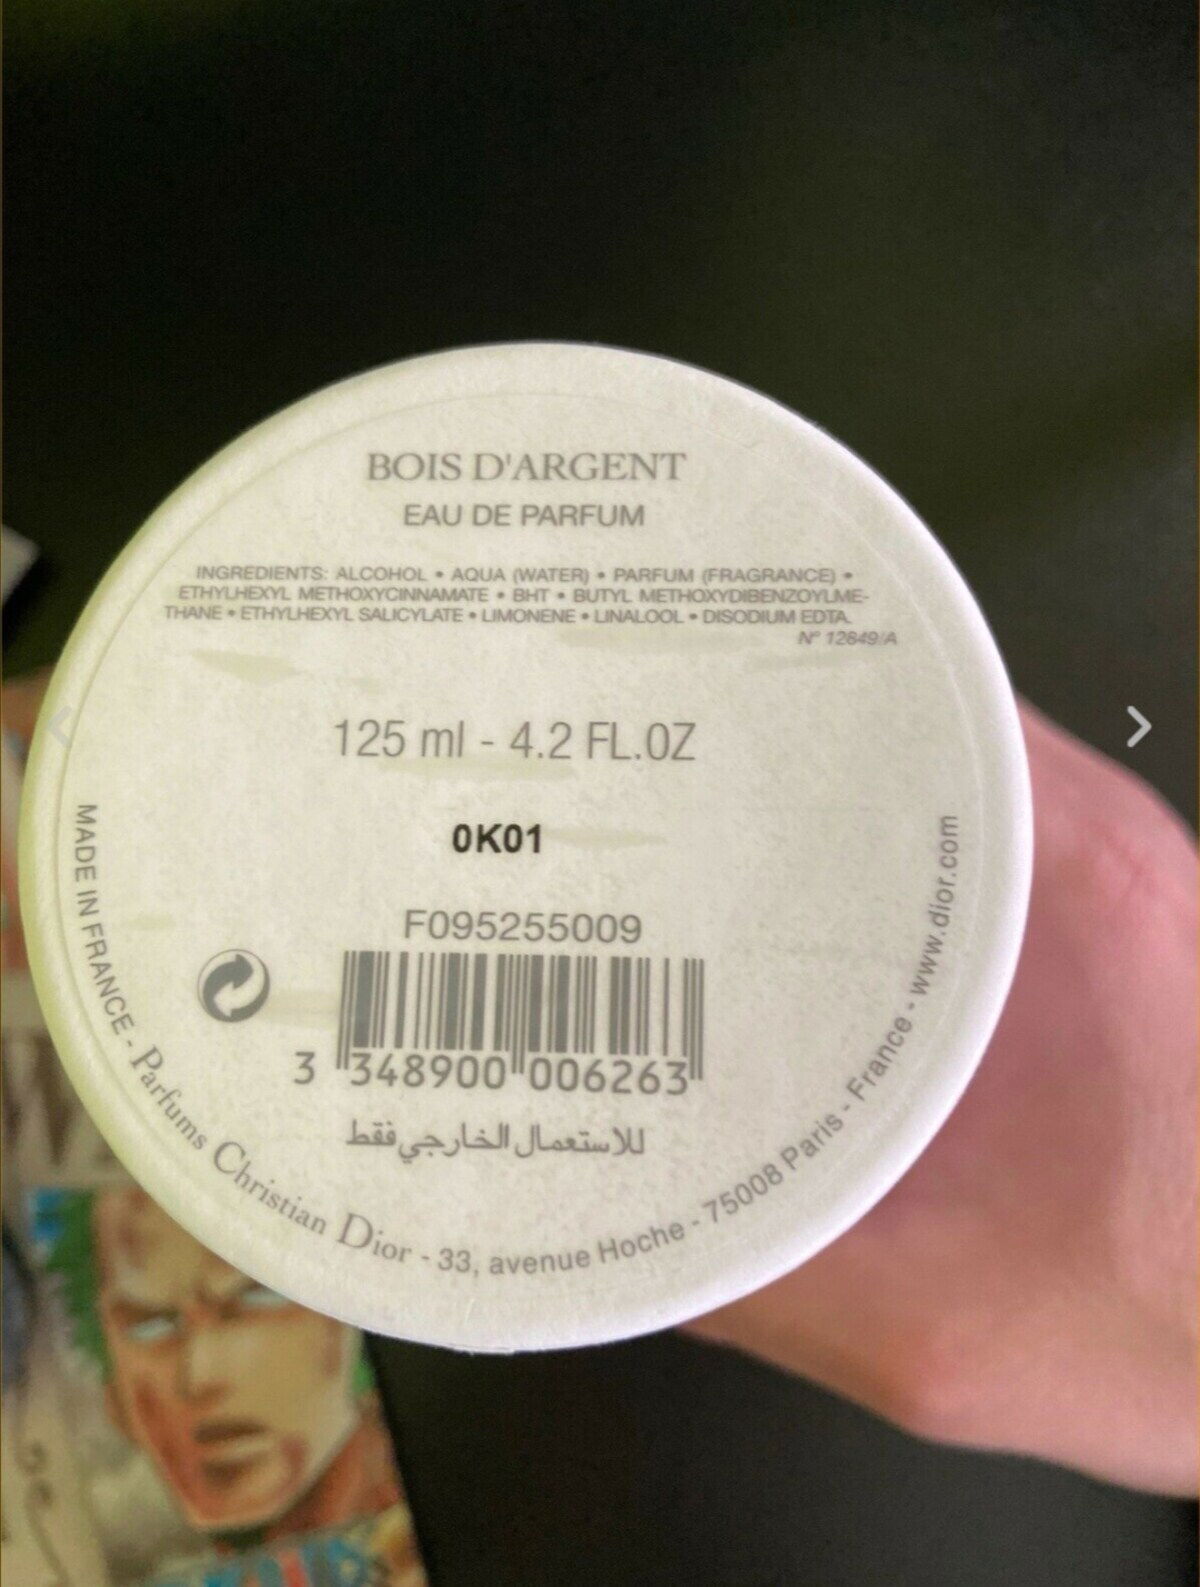 BOIS D'ARGENT
EAU DE PARFUM
INGREDIENTS: ALCOHOL • AQUA (WATER) • PARFUM (FRAGRANCE) •
ETHYLHEXYL METHOXYCINNAMATE • BHT • BUTYL METHOXYDIBENZOYLME-
THANE • ETHYLHEXYL SALICYLATE • LIMONENE • LINALOOL • DISODIUM EDTA.
N° 12849/A
125 ml - 4.2 FL.OZ
0K01
F095255009
3 348900 006263
للاستعمال الخارجي فقط
MADE IN FRANCE - Parfums Christian Dior - 33, avenue Hoche - 75008 Paris - France - www.dior.com